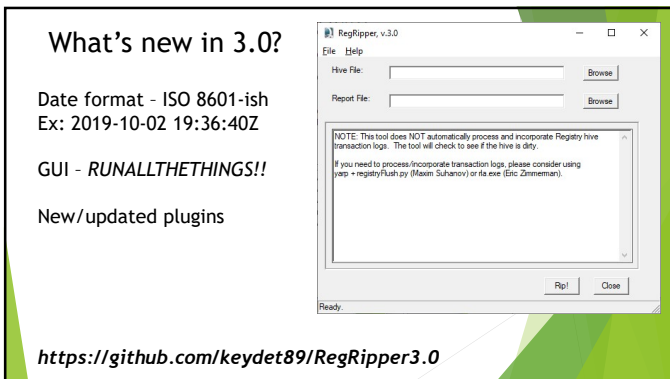 What's new in 3.0?
Date format – ISO 8601-ish
Ex: 2019-10-02 19:36:40Z
GUI – RUNALLTHETHINGS!!
New/updated plugins
https://github.com/keydet89/RegRipper3.0
RegRipper, v.3.0
File Help
Hive File:
Browse
Report File:
Browse
NOTE: This tool does NOT automatically process and incorporate Registry hive
transaction logs. The tool will check to see if the hive is dirty.
If you need to process/incorporate transaction logs, please consider using
yarp + registryFlush.py (Maxim Suhanov) or rla.exe (Eric Zimmerman).
Rip!
Close
Ready.